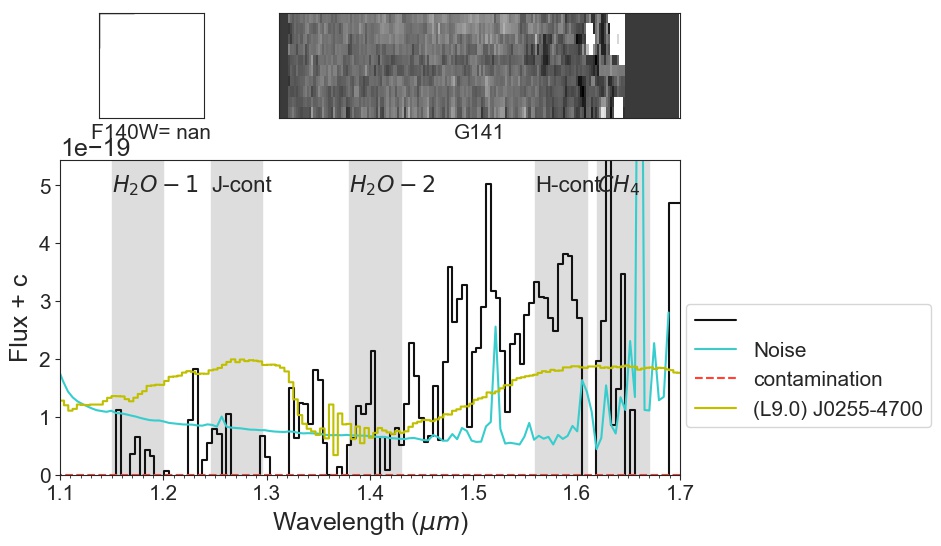 F140W= nan
G141
1e−19
H₂O − 1
J-cont
H₂O − 2
H-cont
CH₄
5
4
3
2
1
0
Flux + c
1.1 1.2 1.3 1.4 1.5 1.6 1.7
Wavelength (μm)
Noise
contamination
(L9.0) J0255-4700